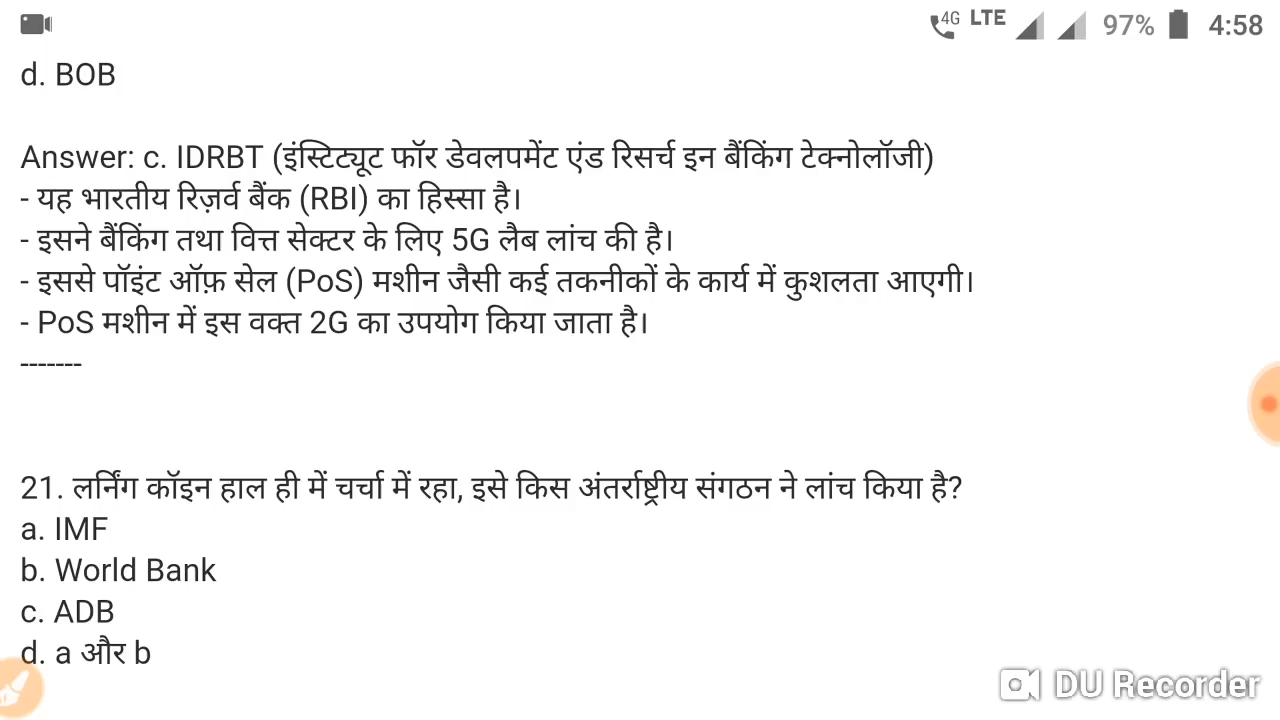 4G LTE 97% 4:58
d. BOB
Answer: c. IDRBT (इंस्टिट्यूट फॉर डेवलपमेंट एंड रिसर्च इन बैंकिंग टेक्नोलॉजी)
- यह भारतीय रिज़र्व बैंक (RBI) का हिस्सा है।
- इसने बैंकिंग तथा वित्त सेक्टर के लिए 5G लैब लांच की है।
- इससे पॉइंट ऑफ़ सेल (PoS) मशीन जैसी कई तकनीकों के कार्य में कुशलता आएगी।
- PoS मशीन में इस वक्त 2G का उपयोग किया जाता है।
-------
21. लर्निंग कॉइन हाल ही में चर्चा में रहा, इसे किस अंतर्राष्ट्रीय संगठन ने लांच किया है?
a. IMF
b. World Bank
c. ADB
d. a और b
DU Recorder